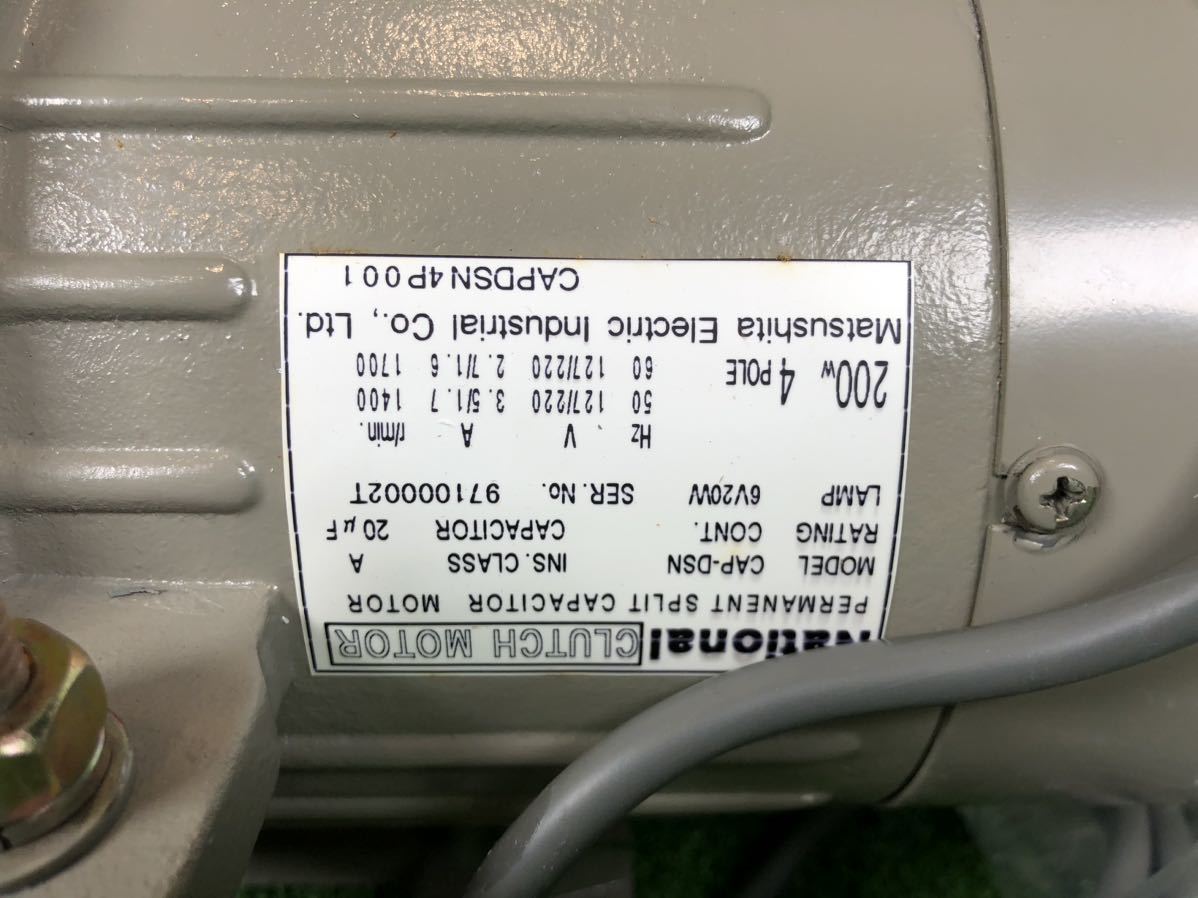 National CLUTCH MOTOR
PERMANENT SPLIT CAPACITOR MOTOR
MODEL CAP-DSN INS. CLASS A
RATING CONT. CAPACITOR 20μF
LAMP 6V20W SER. No. 97100002T
Hz V A r/min.
200W 4 POLE 50 127/220 3.5/1.7 1400
60 127/220 2.7/1.6 1700
Matsushita Electric Industrial Co., Ltd.
CAPDSN4P001